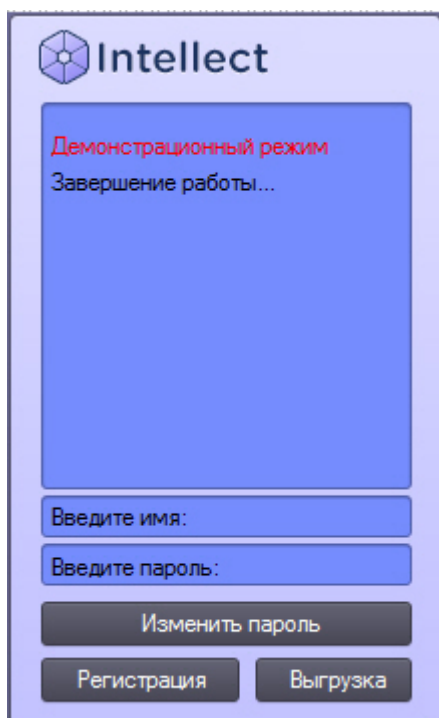 Intellect
Демонстрационный режим
Завершение работы...
Введите имя:
Введите пароль:
Изменить пароль
Регистрация Выгрузка